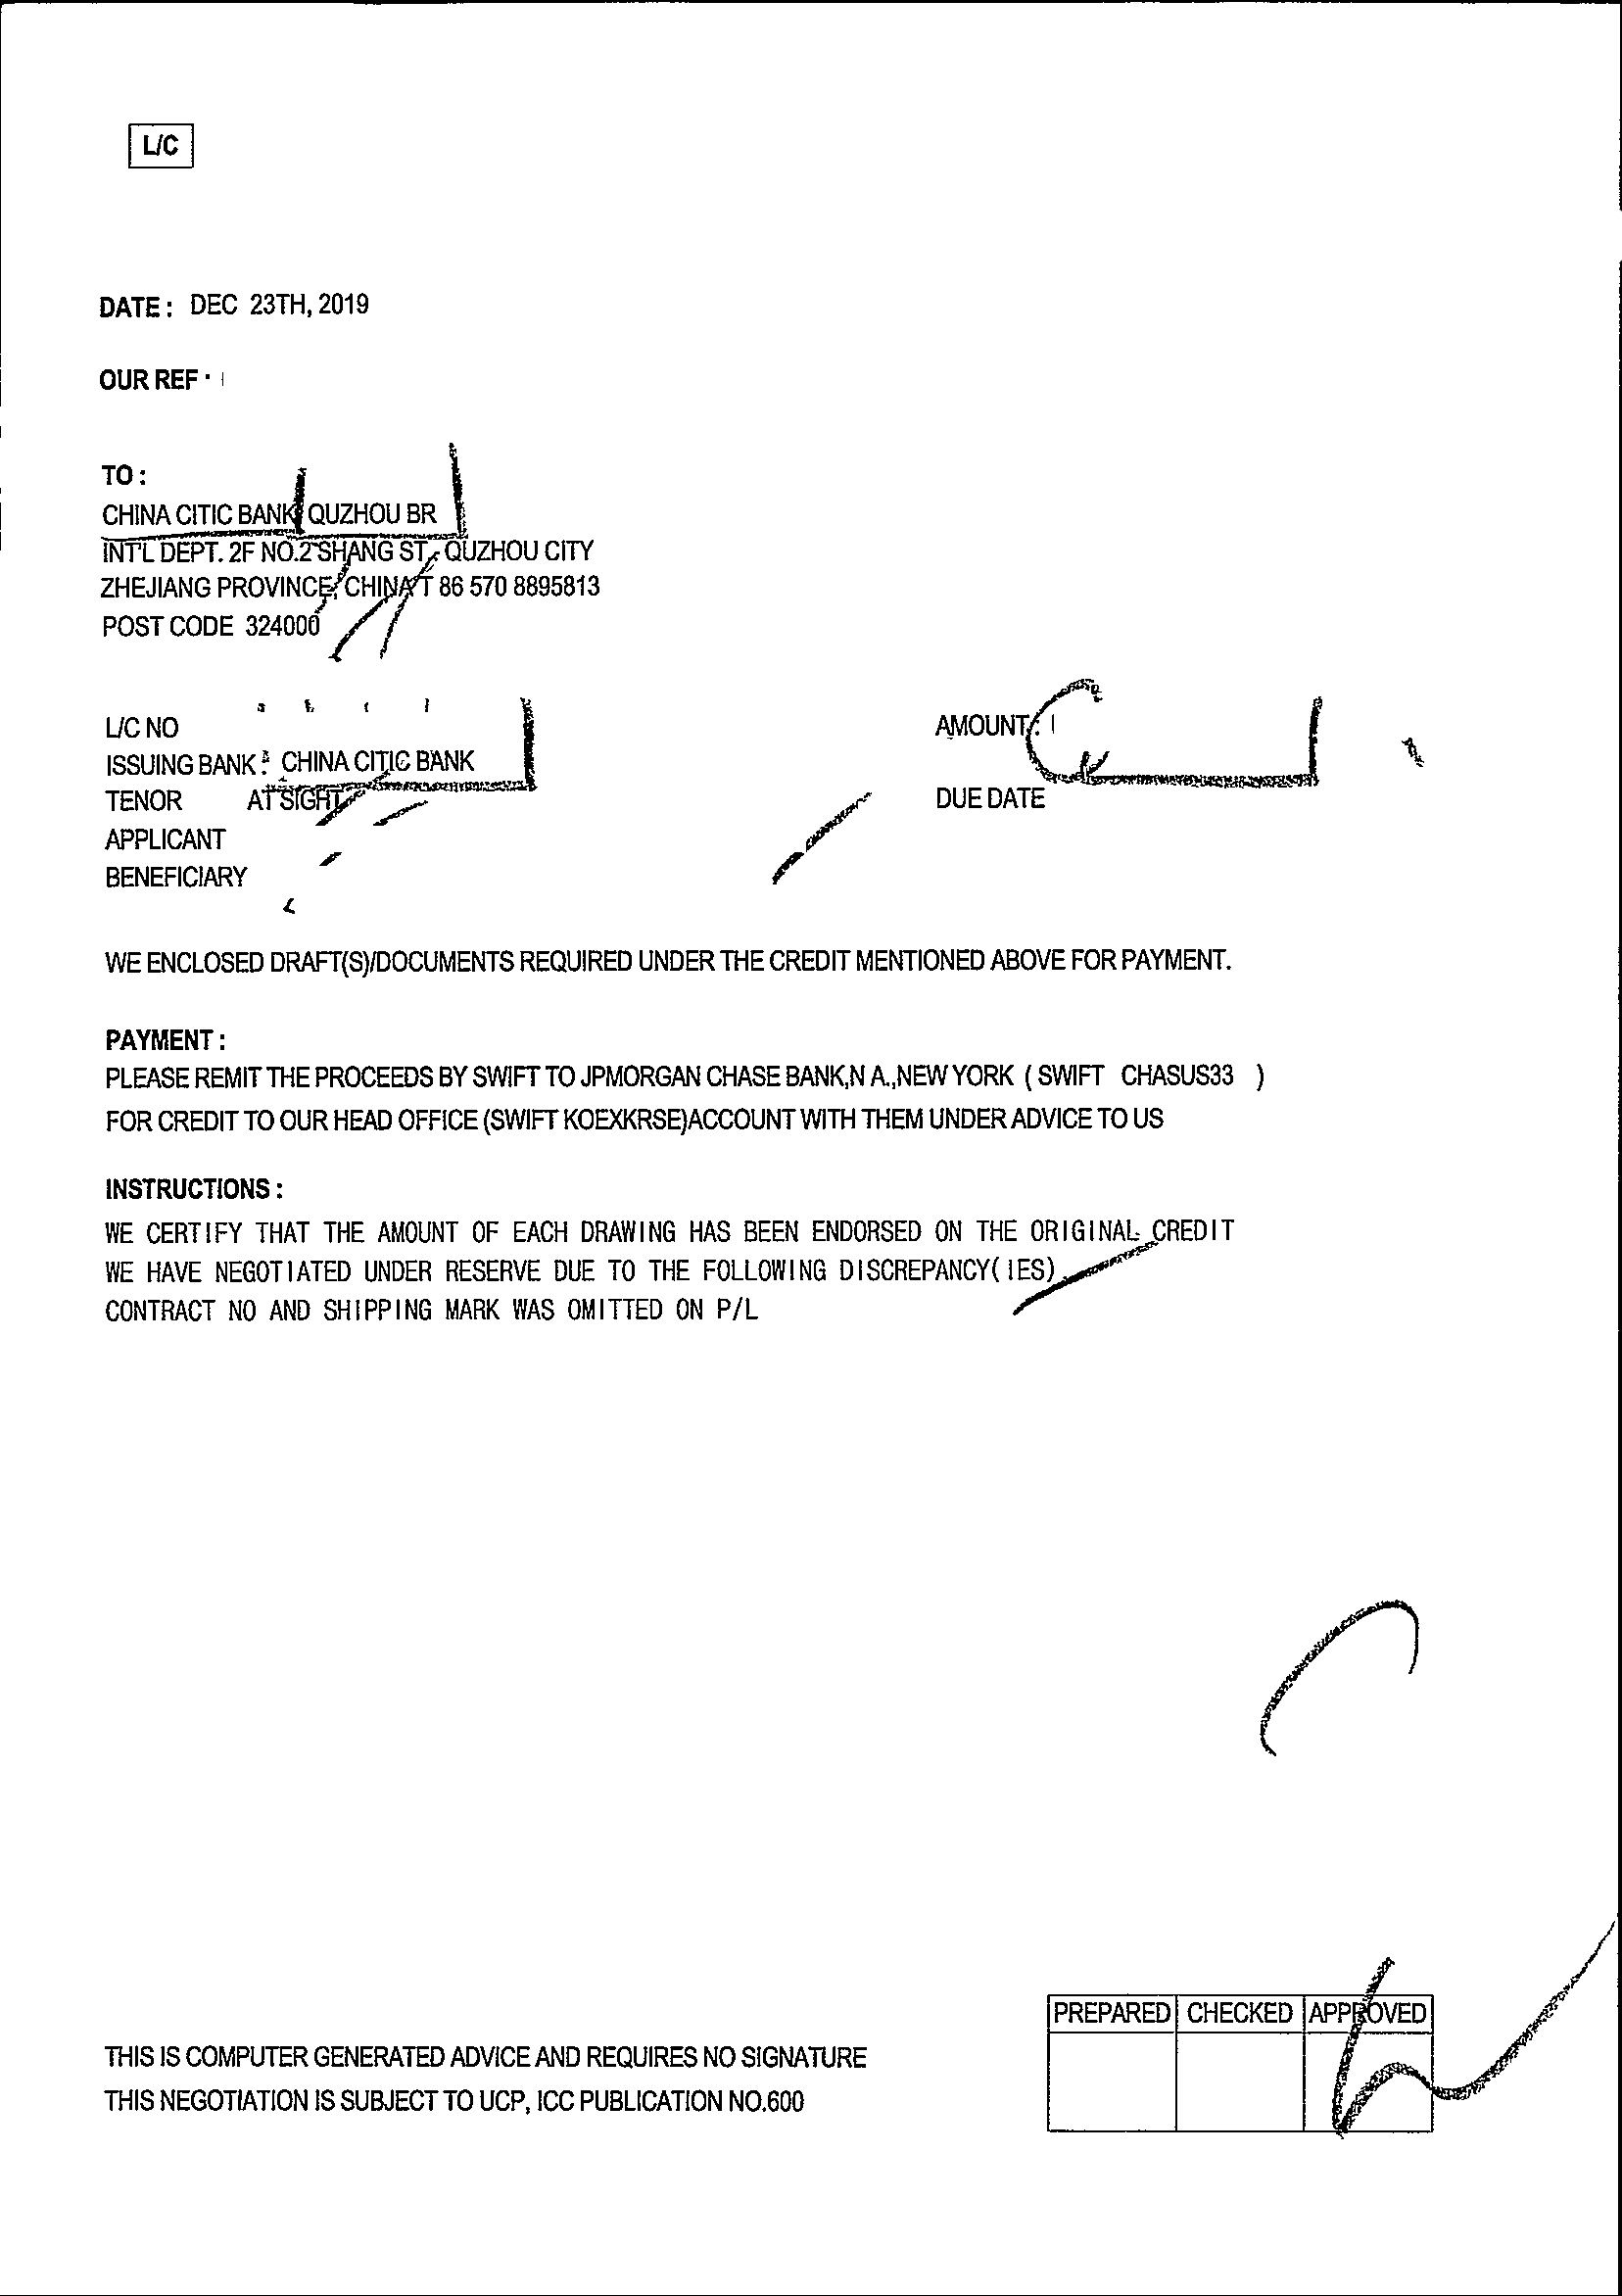 L/C
DATE : DEC 23TH, 2019
OUR REF
TO :
CHINA CITIC BANK QUZHOU BR
INT'L DEPT. 2F NO.2 SHANG ST, QUZHOU CITY
ZHEJIANG PROVINCE, CHINA T 86 570 8895813
POST CODE 324000
L/C NO
AMOUNT :
ISSUING BANK : CHINA CITIC BANK
TENOR AT SIGHT
DUE DATE
APPLICANT
BENEFICIARY
WE ENCLOSED DRAFT(S)/DOCUMENTS REQUIRED UNDER THE CREDIT MENTIONED ABOVE FOR PAYMENT.
PAYMENT :
PLEASE REMIT THE PROCEEDS BY SWIFT TO JPMORGAN CHASE BANK,N A.,NEW YORK ( SWIFT CHASUS33 )
FOR CREDIT TO OUR HEAD OFFICE (SWIFT KOEXKRSE)ACCOUNT WITH THEM UNDER ADVICE TO US
INSTRUCTIONS :
WE CERTIFY THAT THE AMOUNT OF EACH DRAWING HAS BEEN ENDORSED ON THE ORIGINAL CREDIT
WE HAVE NEGOTIATED UNDER RESERVE DUE TO THE FOLLOWING DISCREPANCY(IES)
CONTRACT NO AND SHIPPING MARK WAS OMITTED ON P/L
PREPARED CHECKED APPROVED
THIS IS COMPUTER GENERATED ADVICE AND REQUIRES NO SIGNATURE
THIS NEGOTIATION IS SUBJECT TO UCP, ICC PUBLICATION NO.600